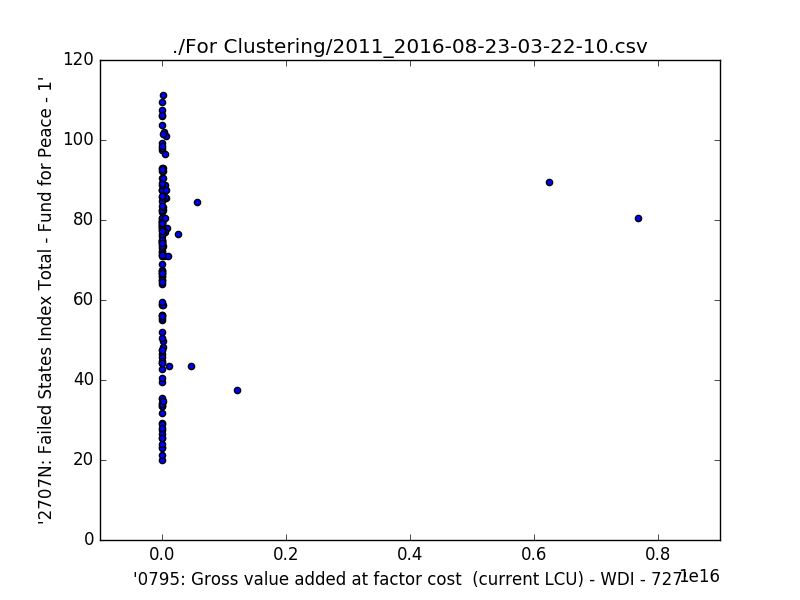 ./For Clustering/2011_2016-08-23-03-22-10.csv
120
100
80
60
40
20
0
'2707N: Failed States Index Total - Fund for Peace - 1'
0.0 0.2 0.4 0.6 0.8
1e16
'0795: Gross value added at factor cost  (current LCU) - WDI - 727'